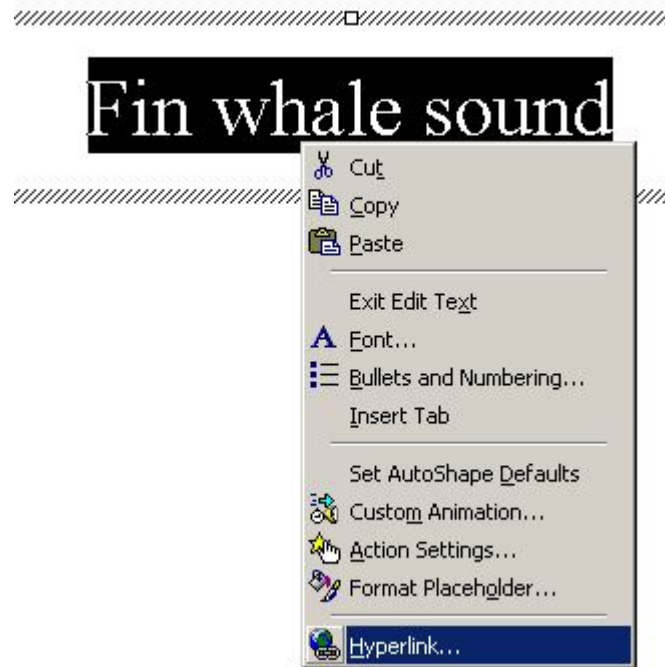 Fin whale sound
Cut
Copy
Paste
Exit Edit Text
Font...
Bullets and Numbering...
Insert Tab
Set AutoShape Defaults
Custom Animation...
Action Settings...
Format Placeholder...
Hyperlink...